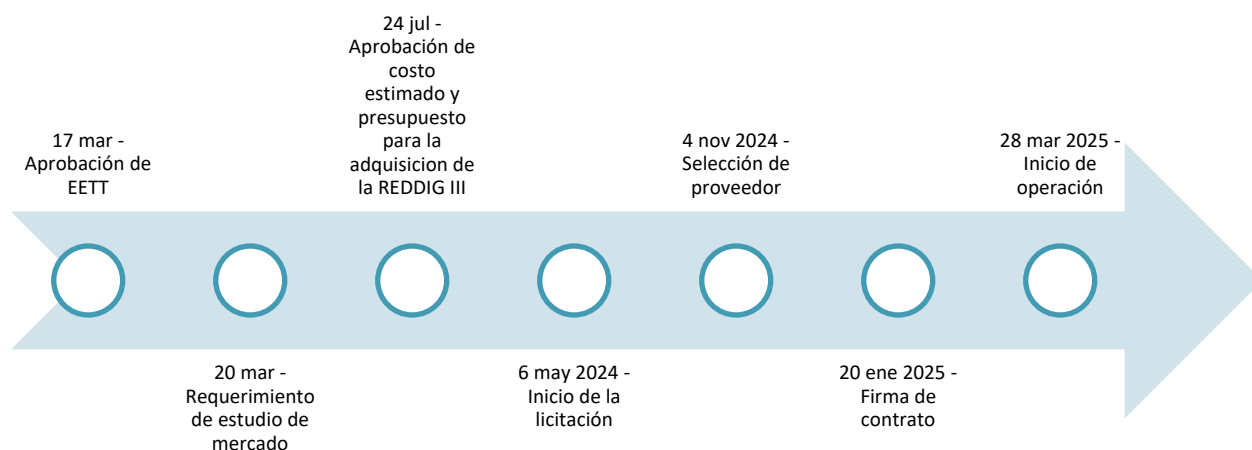 17 mar -
Aprobación de
EETT
20 mar -
Requerimiento
de estudio de
mercado
24 jul -
Aprobación de
costo
estimado y
presupuesto
para la
adquisicion de
la REDDIG III
6 may 2024 -
Inicio de la
licitación
4 nov 2024 -
Selección de
proveedor
20 ene 2025 -
Firma de
contrato
28 mar 2025 -
Inicio de
operación